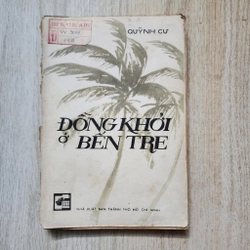 QUỲNH CƯ
ĐỒNG KHỞI
Ở
BẾN TRE
NHÀ XUẤT BẢN THÀNH PHỐ HỒ CHÍ MINH